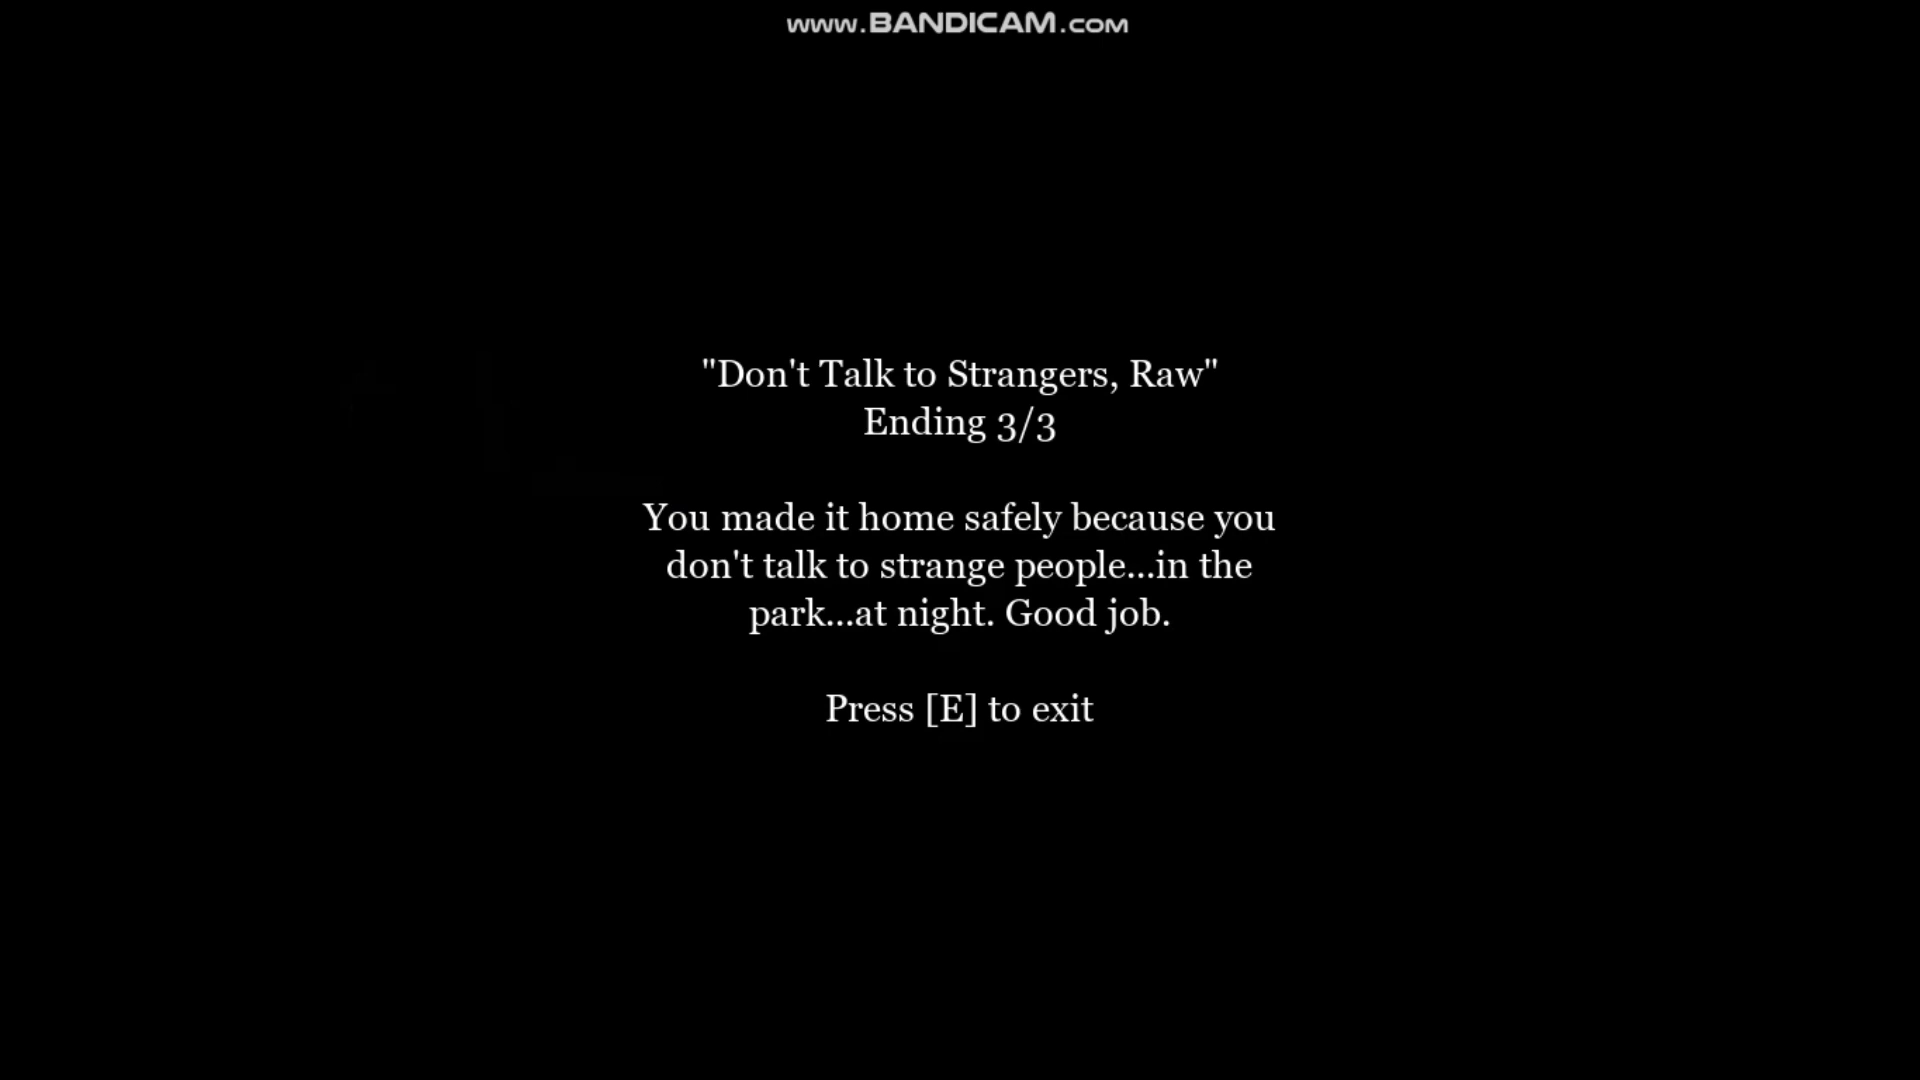 www.BANDICAM.com
"Don't Talk to Strangers, Raw"
Ending 3/3
You made it home safely because you
don't talk to strange people...in the
park...at night. Good job.
Press [E] to exit